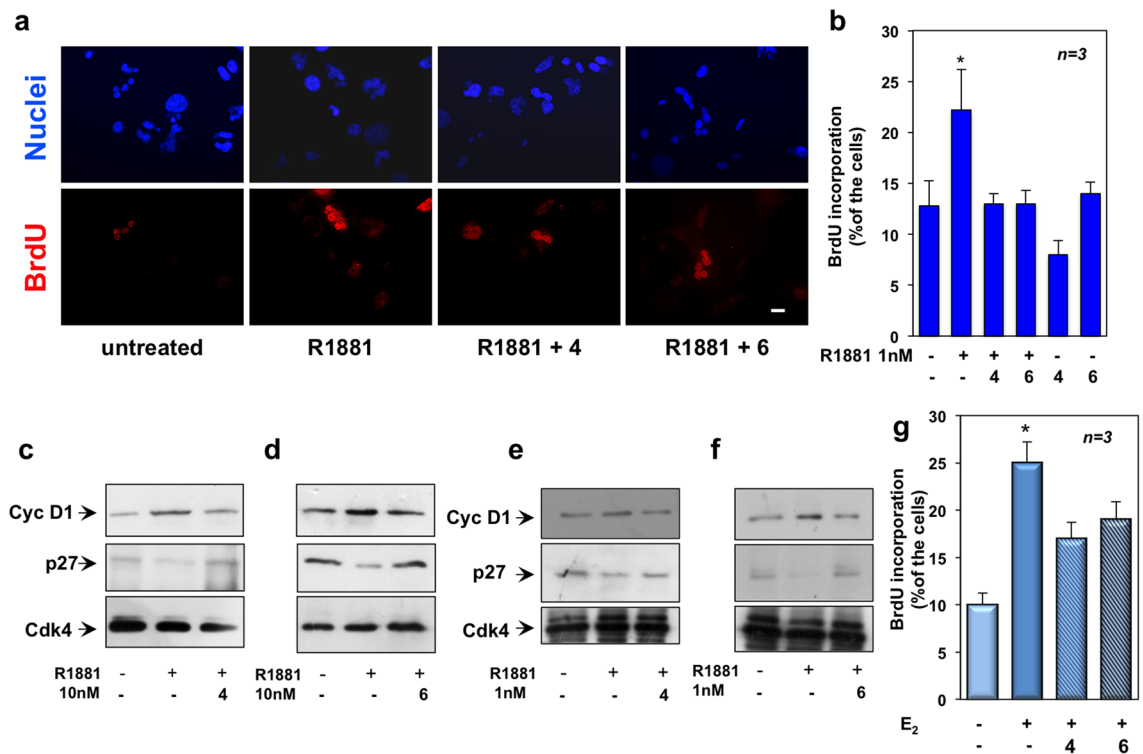 a
Nuclei
BrdU
untreated
R1881
R1881 + 4
R1881 + 6
b
BrdU incorporation
(%of the cells)
30
25
20
15
10
5
0
*
n=3
R1881 1nM - + + + - -
- - 4 6 4 6
c
Cyc D1
p27
Cdk4
R1881 - + +
10nM 4
d
R1881 - + +
10nM 6
e
Cyc D1
p27
Cdk4
R1881 - + +
1nM 4
f
R1881 - + +
1nM 6
g
BrdU incorporation
(%of the cells)
30
25
20
15
10
5
0
*
n=3
E2 - + + +
- - 4 6